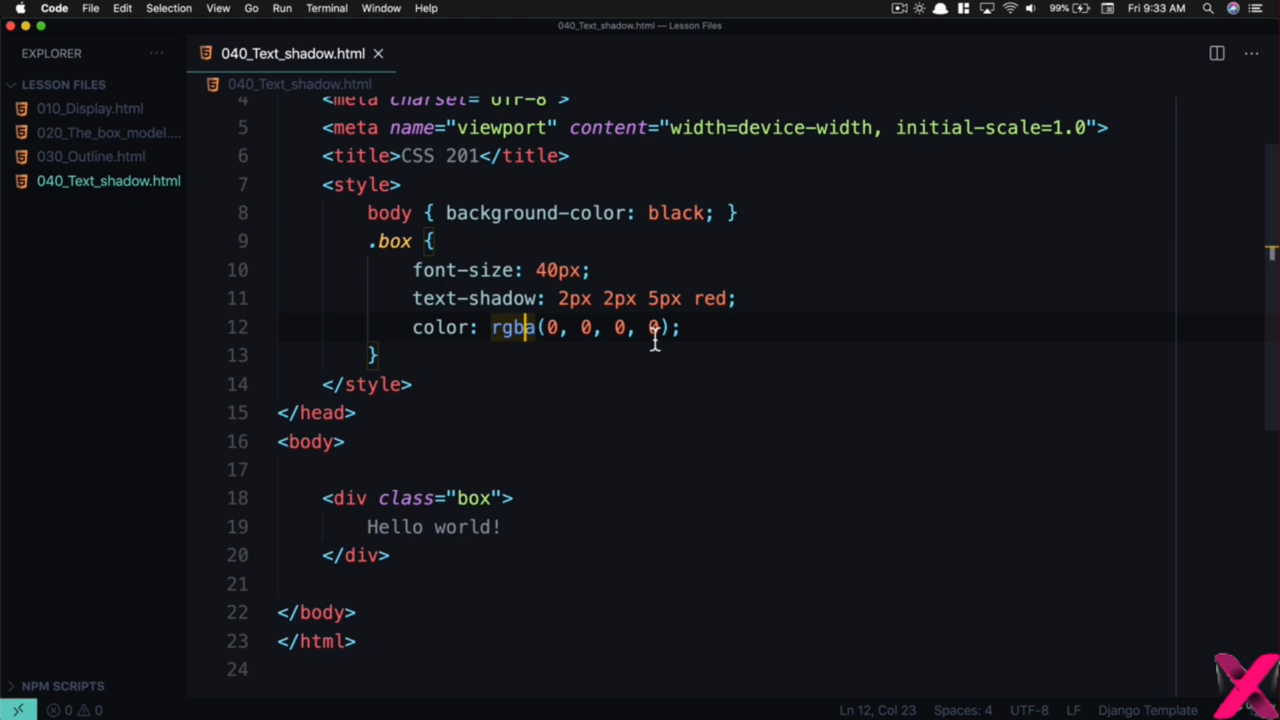 Code File Edit Selection View Go Run Terminal Window Help 99% Fri 9:33 AM
040_Text_shadow.html — Lesson Files
EXPLORER ··· 040_Text_shadow.html ···
LESSON FILES 040_Text_shadow.html
010_Display.html
020_The_box_model....
030_Outline.html
040_Text_shadow.html
4 <meta charset="UTF-8">
5 <meta name="viewport" content="width=device-width, initial-scale=1.0">
6 <title>CSS 201</title>
7 <style>
8 body { background-color: black; }
9 .box {
10 font-size: 40px;
11 text-shadow: 2px 2px 5px red;
12 color: rgba(0, 0, 0, 0);
13 }
14 </style>
15 </head>
16 <body>
17
18 <div class="box">
19 Hello world!
20 </div>
21
22 </body>
23 </html>
24
NPM SCRIPTS
0 0 Ln 12, Col 23 Spaces: 4 UTF-8 LF Django Template